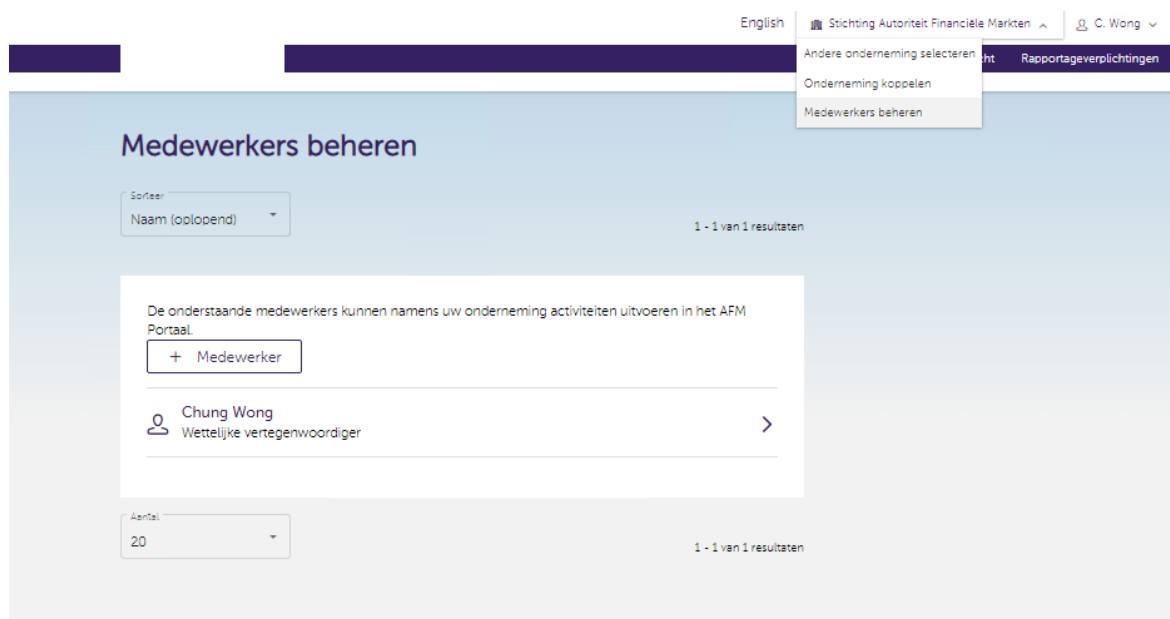 English
Stichting Autoriteit Financiële Markten
C. Wong
Andere onderneming selecteren
ht
Rapportageverplichtingen
Onderneming koppelen
Medewerkers beheren
Medewerkers beheren
Sorteer
Naam (oplopend)
1 - 1 van 1 resultaten
De onderstaande medewerkers kunnen namens uw onderneming activiteiten uitvoeren in het AFM
Portaal.
+ Medewerker
Chung Wong
Wettelijke vertegenwoordiger
Aantal
20
1 - 1 van 1 resultaten